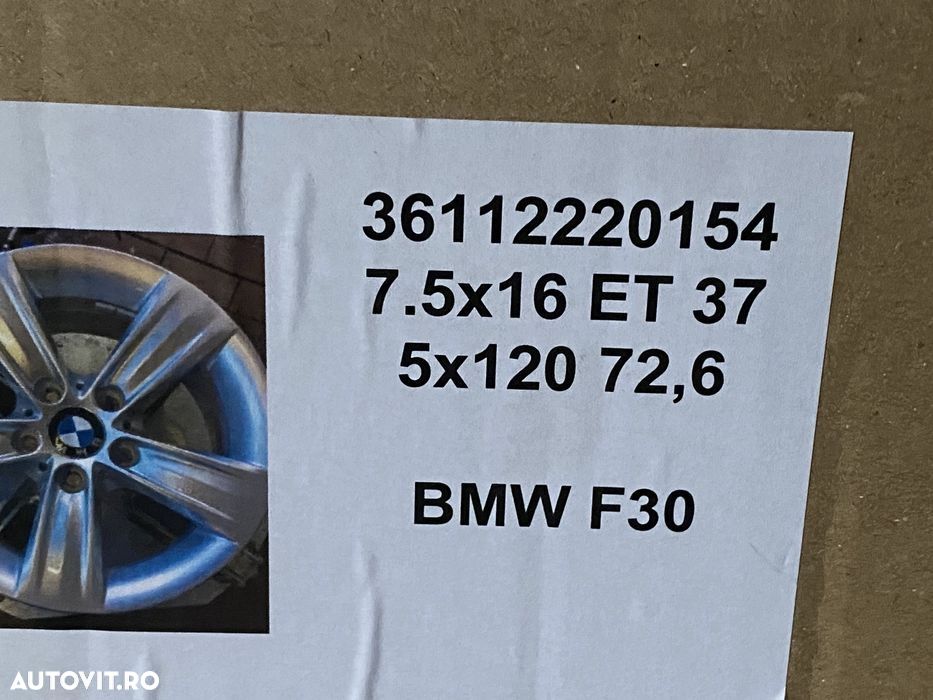 36112220154
7.5x16 ET 37
5x120 72,6
BMW F30
AUTOVIT.RO